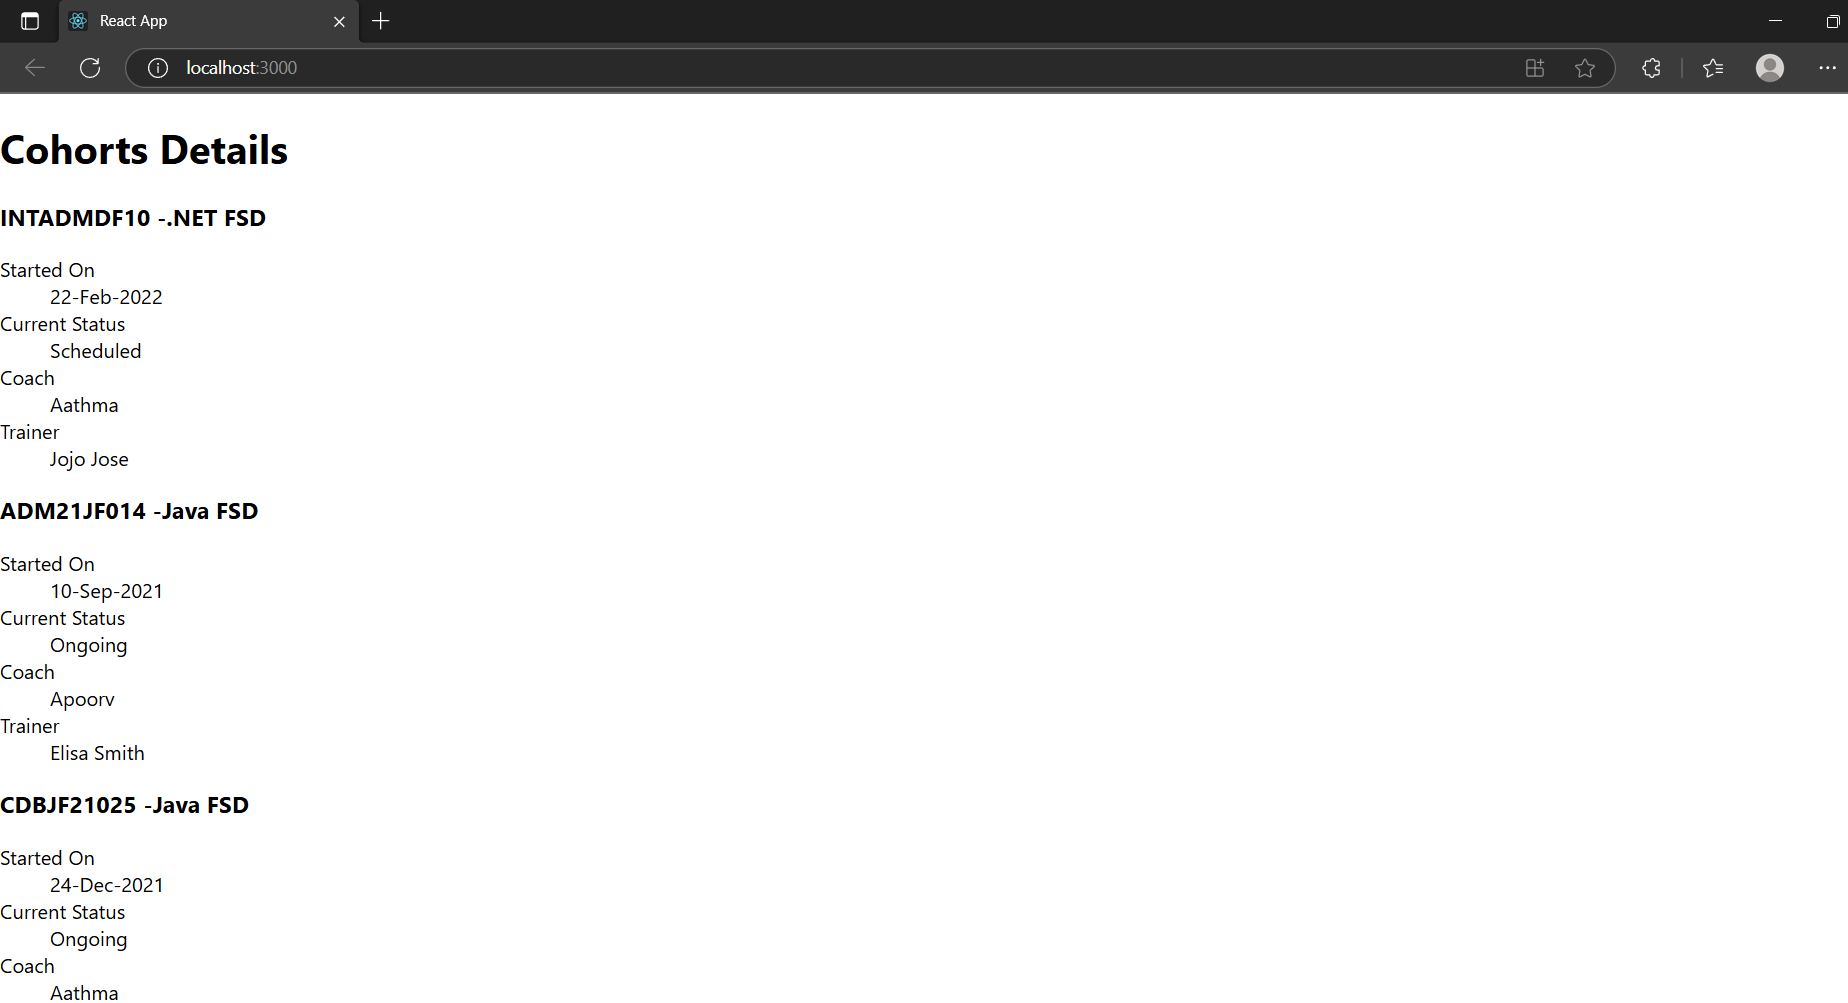 React App
localhost:3000
Cohorts Details
INTADMDF10 -.NET FSD
Started On
22-Feb-2022
Current Status
Scheduled
Coach
Aathma
Trainer
Jojo Jose
ADM21JF014 -Java FSD
Started On
10-Sep-2021
Current Status
Ongoing
Coach
Apoorv
Trainer
Elisa Smith
CDBJF21025 -Java FSD
Started On
24-Dec-2021
Current Status
Ongoing
Coach
Aathma